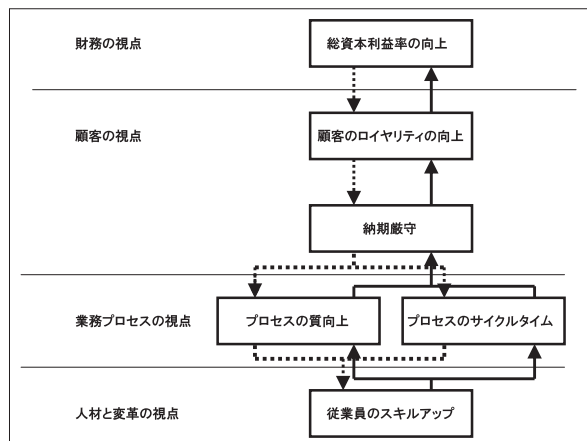 財務の視点
総資本利益率の向上
顧客の視点
顧客のロイヤリティの向上
納期厳守
業務プロセスの視点
プロセスの質向上
プロセスのサイクルタイム
人材と変革の視点
従業員のスキルアップ